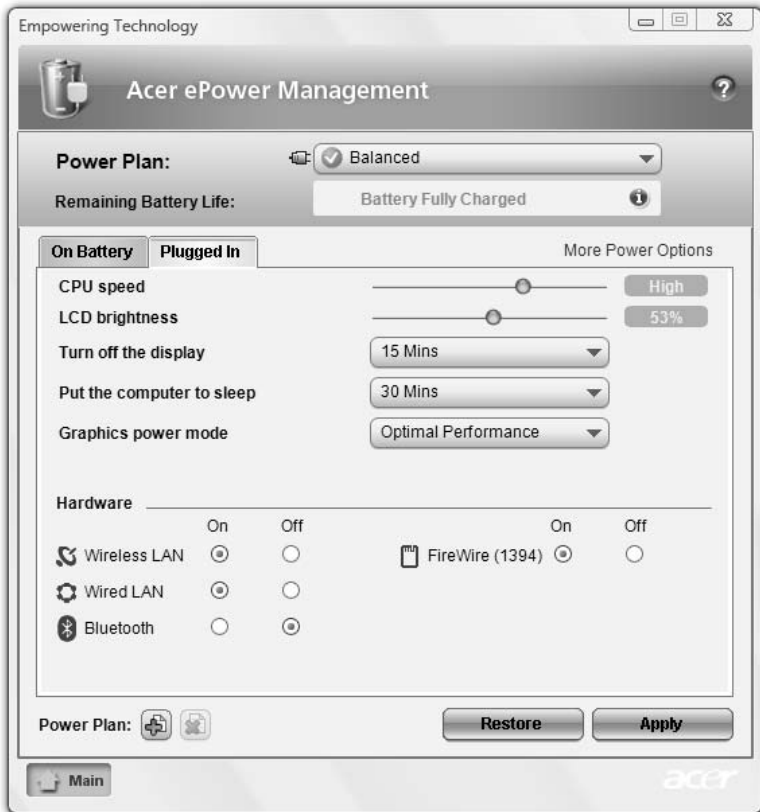 Empowering Technology
Acer ePower Management
?
Power Plan: Balanced
Remaining Battery Life: Battery Fully Charged
On Battery Plugged In More Power Options
CPU speed High
LCD brightness 53%
Turn off the display 15 Mins
Put the computer to sleep 30 Mins
Graphics power mode Optimal Performance
Hardware
On Off On Off
Wireless LAN FireWire (1394)
Wired LAN
Bluetooth
Power Plan: Restore Apply
Main acer